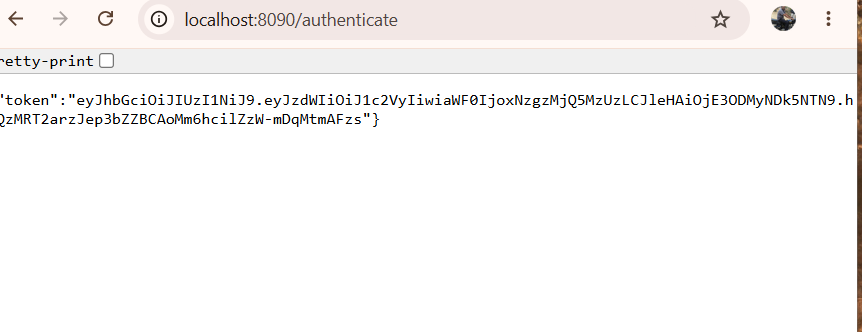 localhost:8090/authenticate
retty-print
"token":"eyJhbGciOiJIUzI1NiJ9.eyJzdWIiOiJ1c2VyIiwiaWF0IjoxNzgzMjQ5MzUzLCJleHAiOjE3ODMyNDk5NTN9.h
QzMRT2arzJep3bZZBCAoMm6hcilZzW-mDqMtmAFzs"}